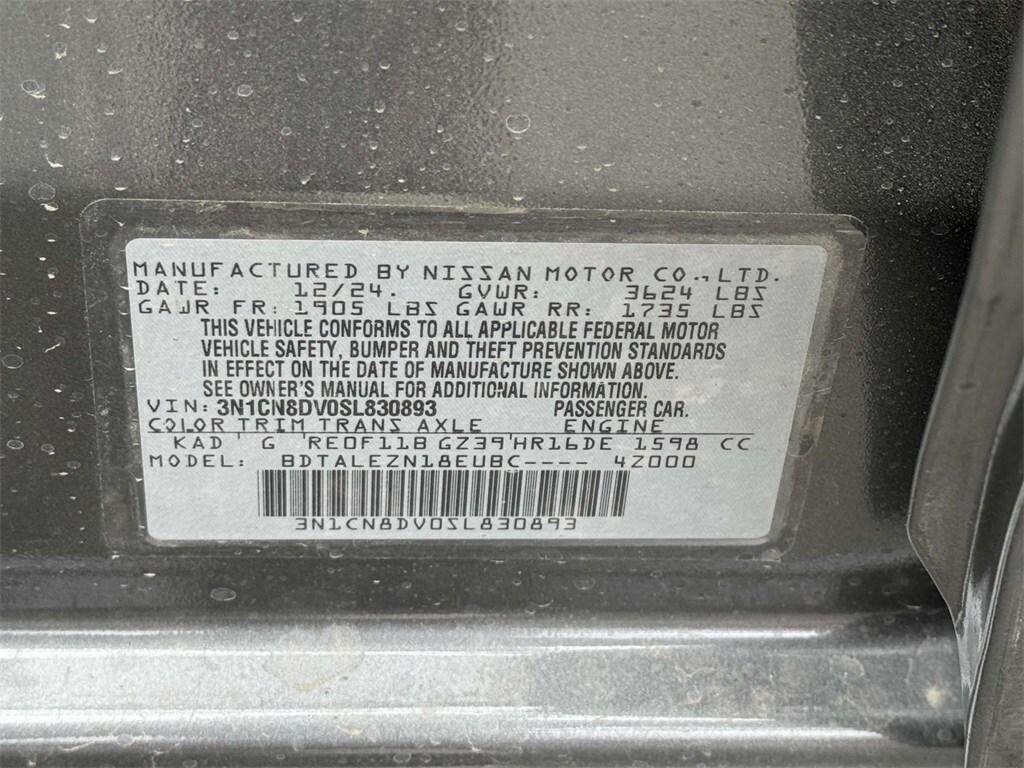 MANUFACTURED BY NISSAN MOTOR CO., LTD.
DATE: 12/24. GVWR: 3624 LBS
GAWR FR: 1905 LBS GAWR RR: 1735 LBS
THIS VEHICLE CONFORMS TO ALL APPLICABLE FEDERAL MOTOR
VEHICLE SAFETY, BUMPER AND THEFT PREVENTION STANDARDS
IN EFFECT ON THE DATE OF MANUFACTURE SHOWN ABOVE.
SEE OWNER'S MANUAL FOR ADDITIONAL INFORMATION.
VIN: 3N1CN8DV0SL830893 PASSENGER CAR.
COLOR TRIM TRANS AXLE ENGINE
KAD G RE0F11B GZ39 HR16DE 1598 CC
MODEL: BDTALEZN18EUBC---- 4Z000
3N1CN8DV0SL830893